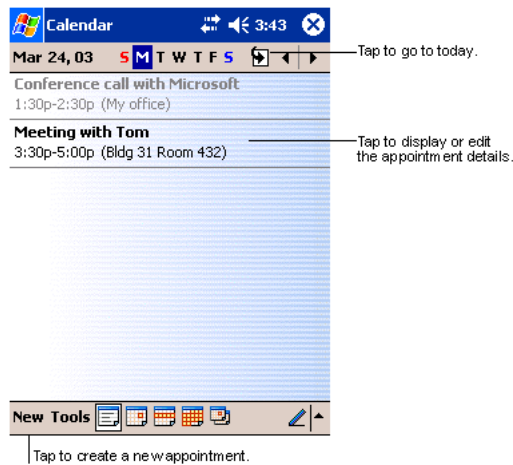 Calendar 3:43
Mar 24, 03 S M T W T F S
Tap to go to today.
Conference call with Microsoft
1:30p-2:30p (My office)
Meeting with Tom
3:30p-5:00p (Bldg 31 Room 432)
Tap to display or edit
the appointment details.
New Tools
Tap to create a new appointment.